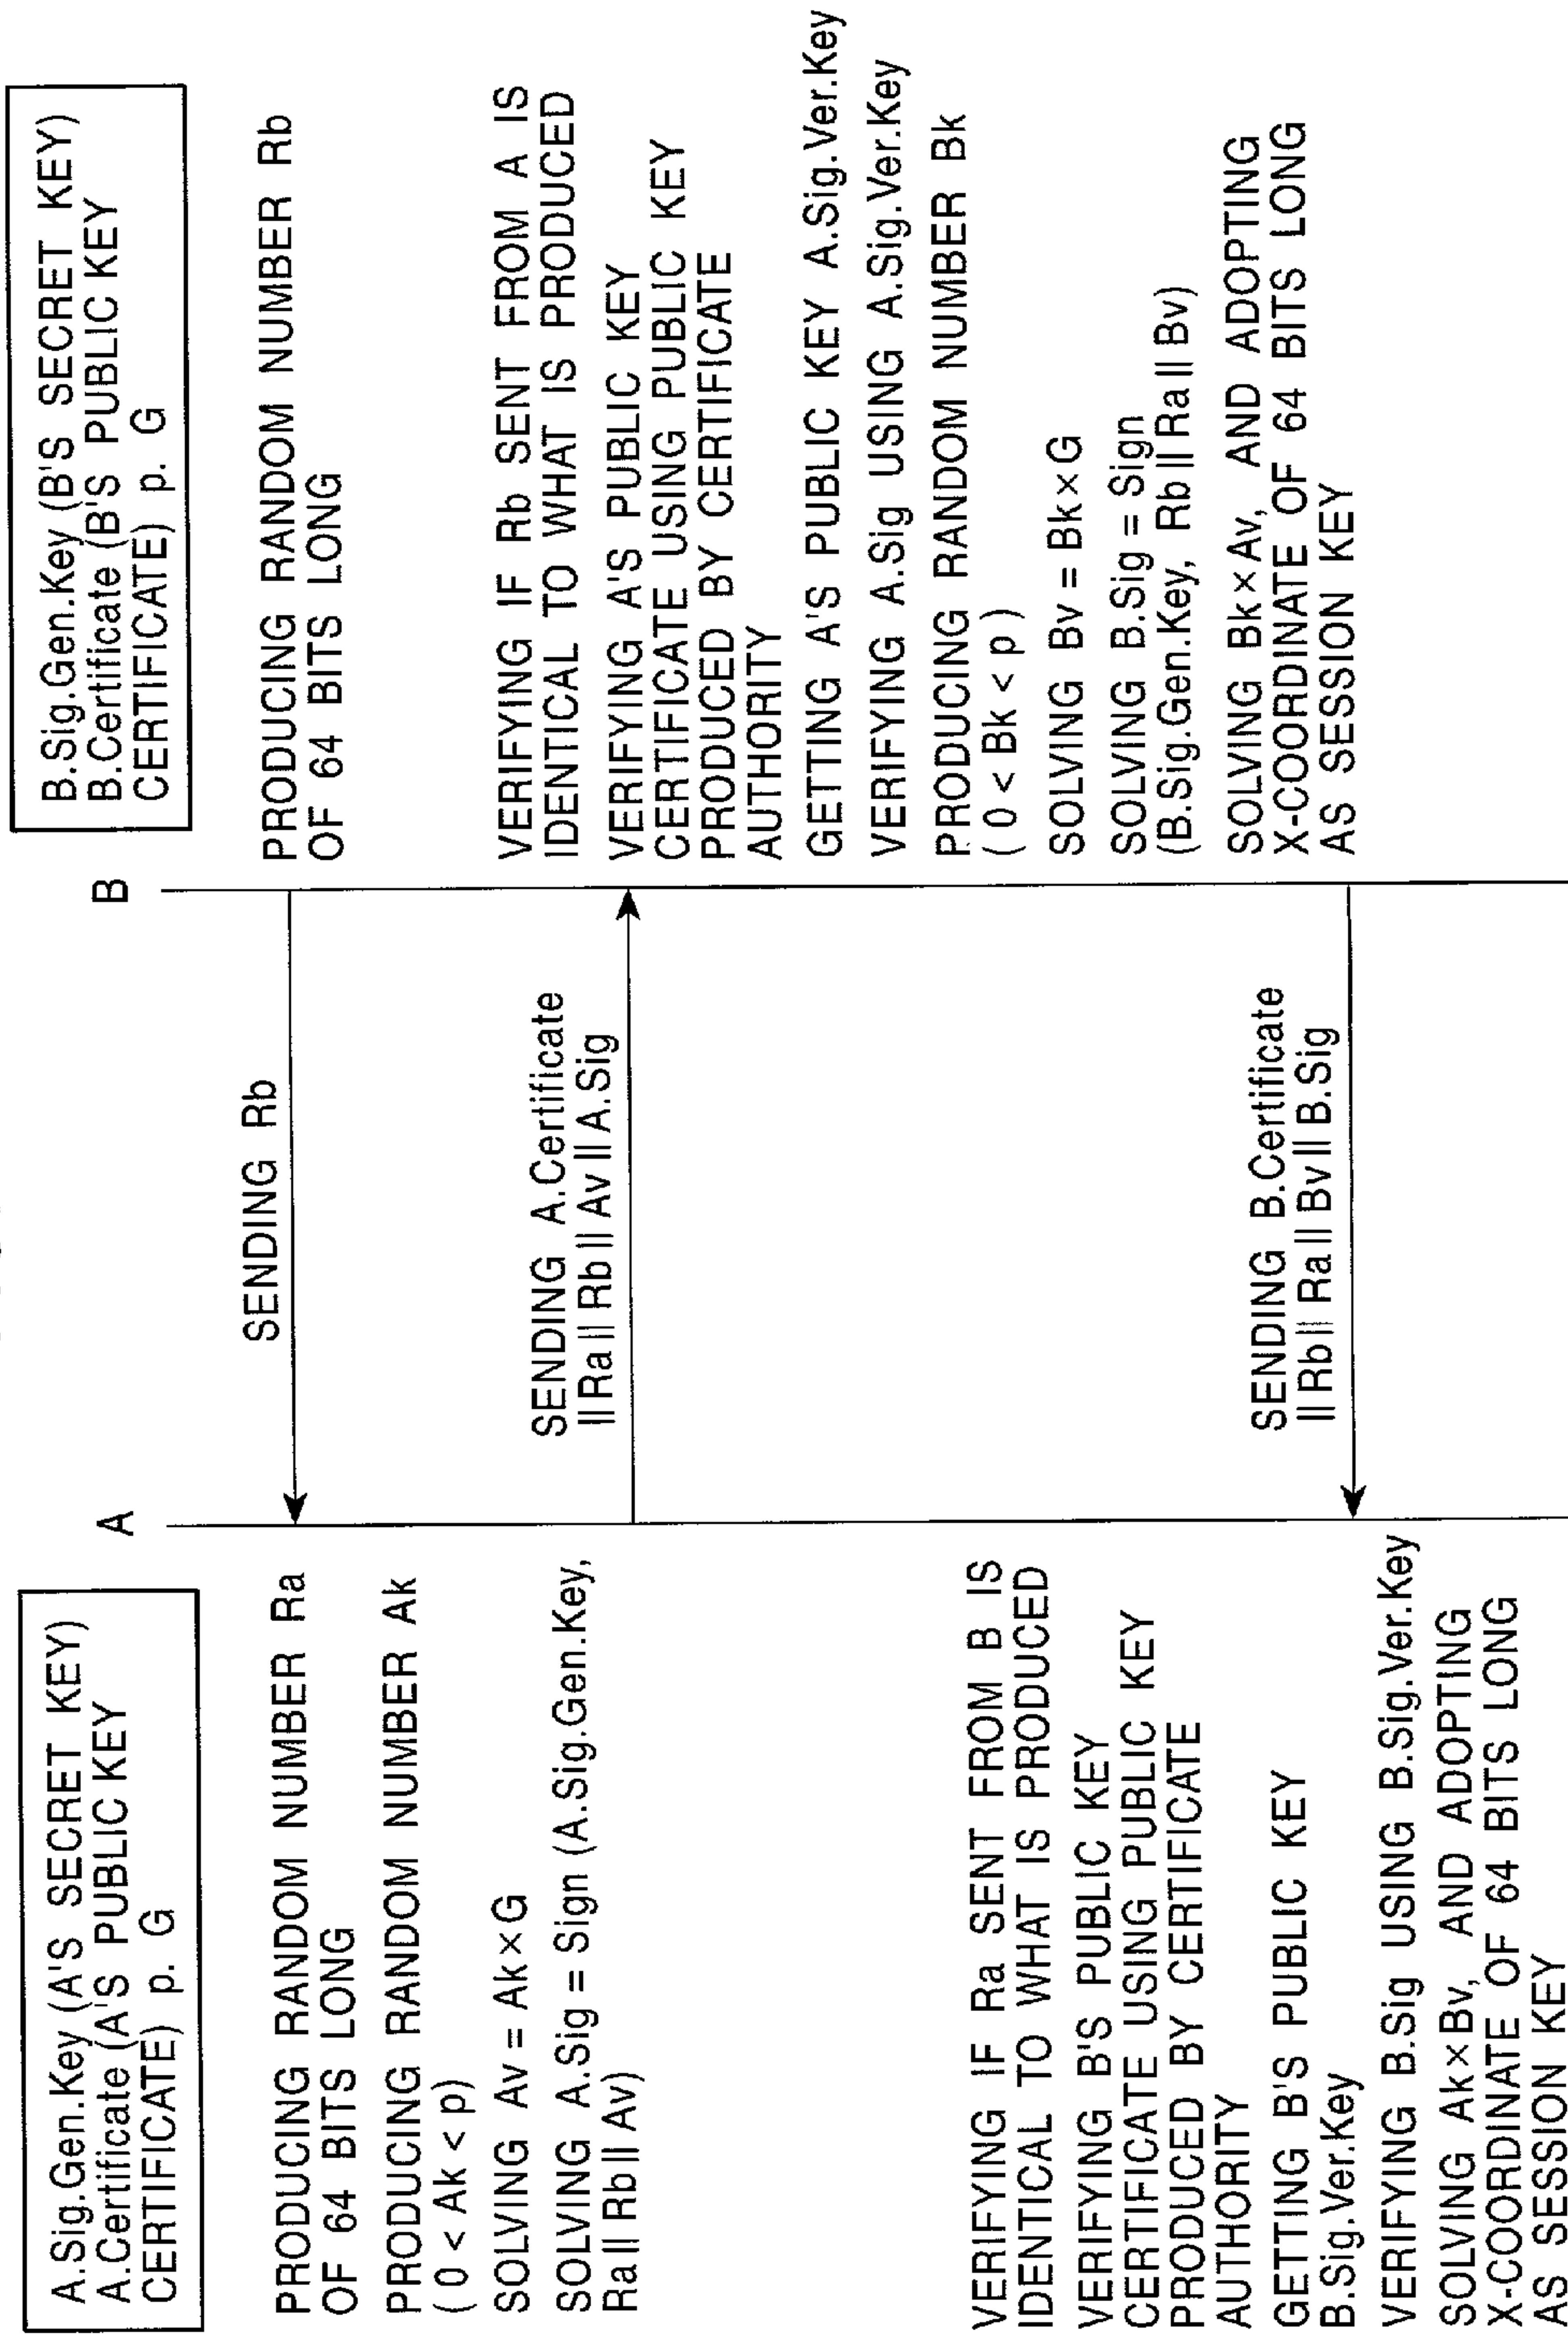 A.Sig.Gen.Key (A'S SECRET KEY)
A.Certificate (A'S PUBLIC KEY
CERTIFICATE) p. G
B.Sig.Gen.Key (B'S SECRET KEY)
B.Certificate (B'S PUBLIC KEY
CERTIFICATE) p. G
A
B
PRODUCING RANDOM NUMBER Rb
OF 64 BITS LONG
SENDING Rb
PRODUCING RANDOM NUMBER Ra
OF 64 BITS LONG
PRODUCING RANDOM NUMBER Ak
( 0 < Ak < p)
SOLVING Av = Ak×G
SOLVING A.Sig = Sign (A.Sig.Gen.Key,
Ra || Rb || Av)
SENDING A.Certificate
|| Ra || Rb || Av || A.Sig
VERIFYING IF Rb SENT FROM A IS
IDENTICAL TO WHAT IS PRODUCED
VERIFYING A'S PUBLIC KEY
CERTIFICATE USING PUBLIC KEY
PRODUCED BY CERTIFICATE
AUTHORITY
GETTING A'S PUBLIC KEY A.Sig.Ver.Key
VERIFYING A.Sig USING A.Sig.Ver.Key
PRODUCING RANDOM NUMBER Bk
( 0 < Bk < p )
SOLVING Bv = Bk×G
SOLVING B.Sig = Sign
(B.Sig.Gen.Key, Rb || Ra || Bv)
SOLVING Bk×Av, AND ADOPTING
X-COORDINATE OF 64 BITS LONG
AS SESSION KEY
SENDING B.Certificate
|| Rb || Ra || Bv || B.Sig
VERIFYING IF Ra SENT FROM B IS
IDENTICAL TO WHAT IS PRODUCED
VERIFYING B'S PUBLIC KEY
CERTIFICATE USING PUBLIC KEY
PRODUCED BY CERTIFICATE
AUTHORITY
GETTING B'S PUBLIC KEY
B.Sig.Ver.Key
VERIFYING B.Sig USING B.Sig.Ver.Key
SOLVING Ak×Bv, AND ADOPTING
X-COORDINATE OF 64 BITS LONG
AS SESSION KEY